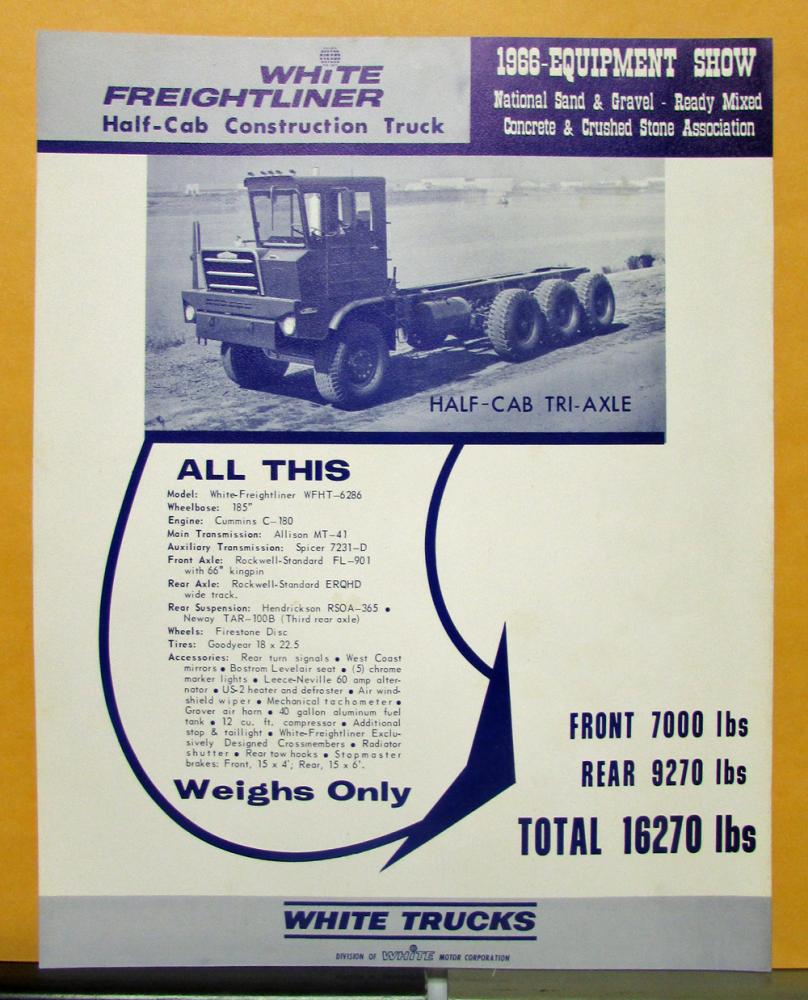 WHITE
FREIGHTLINER
Half-Cab Construction Truck
1966-EQUIPMENT SHOW
National Sand & Gravel - Ready Mixed
Concrete & Crushed Stone Association
HALF-CAB TRI-AXLE
ALL THIS
Model: White-Freightliner WFHT-6286
Wheelbase: 185"
Engine: Cummins C-180
Main Transmission: Allison MT-41
Auxiliary Transmission: Spicer 7231-D
Front Axle: Rockwell-Standard FL-901
with 66" kingpin
Rear Axle: Rockwell-Standard ERQHD
wide track.
Rear Suspension: Hendrickson RSOA-365 •
Neway TAR-100B (Third rear axle)
Wheels: Firestone Disc
Tires: Goodyear 18 x 22.5
Accessories: Rear turn signals • West Coast
mirrors • Bostrom Levelair seat • (5) chrome
marker lights • Leece-Neville 60 amp alter-
nator • US-2 heater and defroster • Air wind-
shield wiper • Mechanical tachometer •
Grover air horn • 40 gallon aluminum fuel
tank • 12 cu. ft. compressor • Additional
stop & taillight • White-Freightliner Exclu-
sively Designed Crossmembers • Radiator
shutter • Rear tow hooks • Stopmaster
brakes: Front, 15 x 4"; Rear, 15 x 6".
Weighs Only
FRONT 7000 lbs
REAR 9270 lbs
TOTAL 16270 lbs
WHITE TRUCKS
DIVISION OF WHITE MOTOR CORPORATION